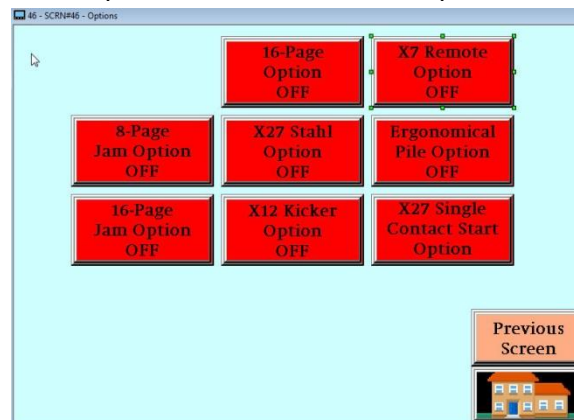 46 - SCRN#46 - Options
16-Page
Option
OFF
X7 Remote
Option
OFF
8-Page
Jam Option
OFF
X27 Stahl
Option
OFF
Ergonomical
Pile Option
OFF
16-Page
Jam Option
OFF
X12 Kicker
Option
OFF
X27 Single
Contact Start
Option
Previous
Screen